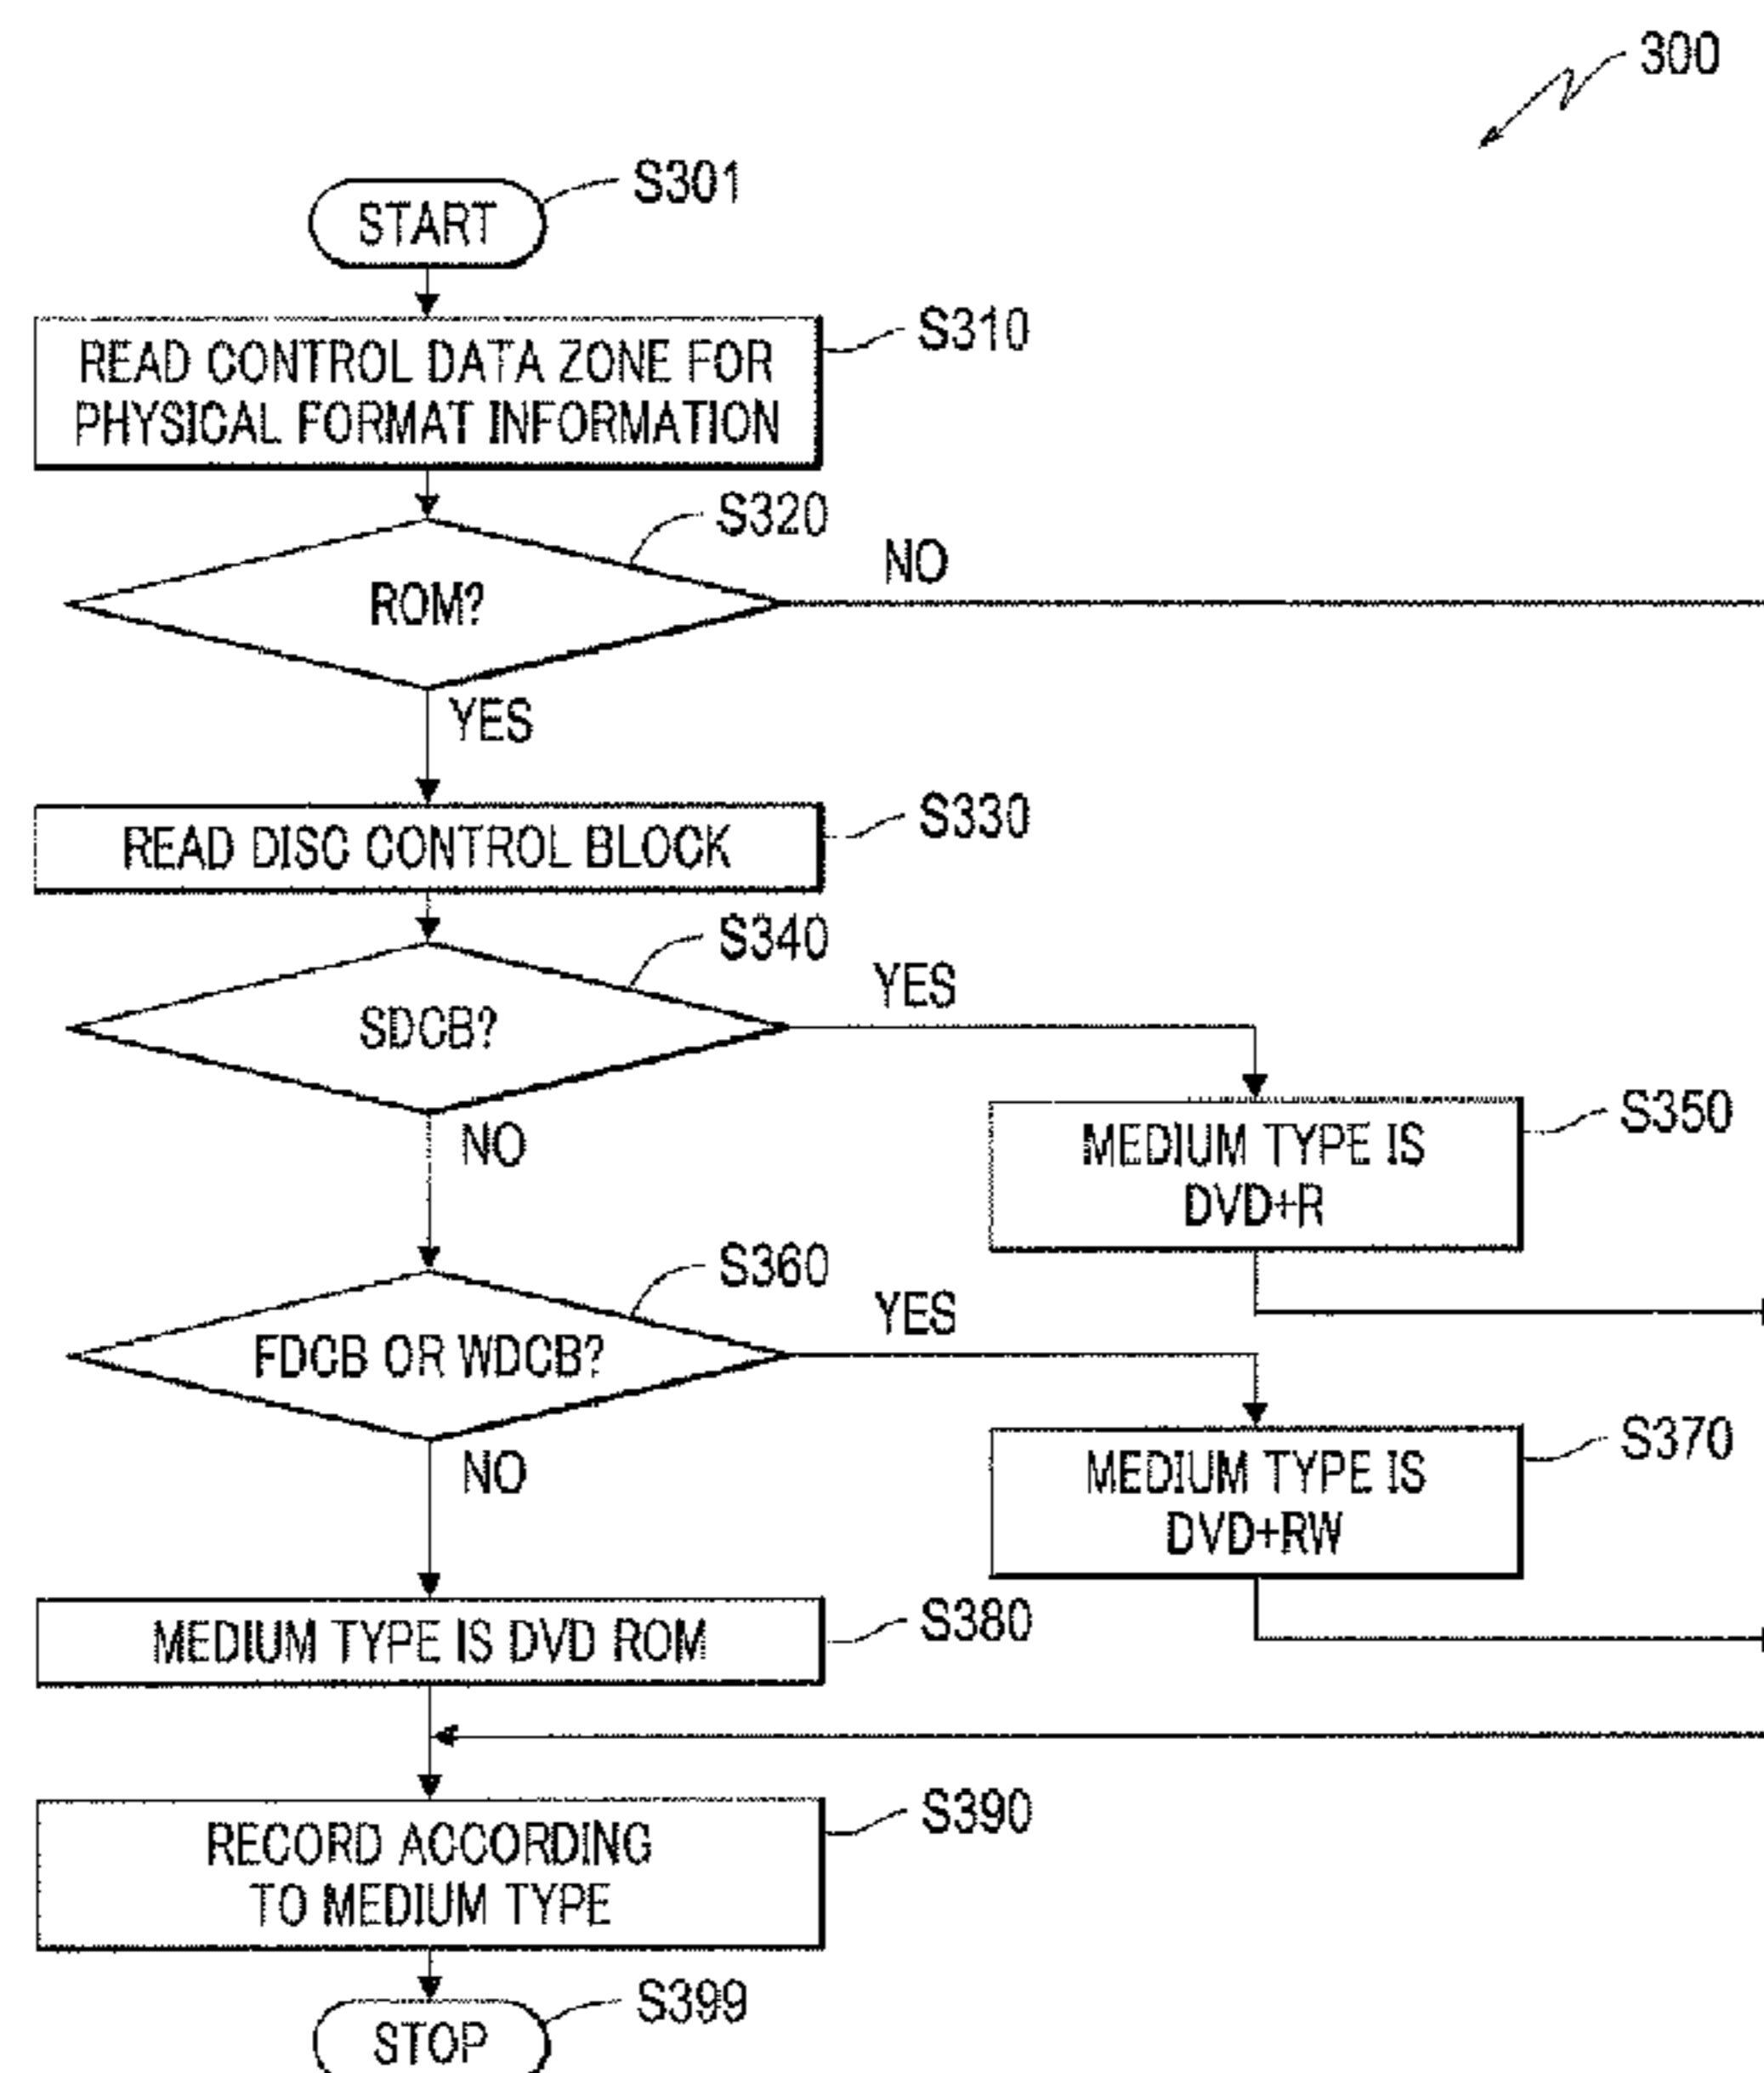 300
START
S301
READ CONTROL DATA ZONE FOR
PHYSICAL FORMAT INFORMATION
S310
ROM?
S320
NO
YES
READ DISC CONTROL BLOCK
S330
SDCB?
S340
YES
NO
MEDIUM TYPE IS
DVD+R
S350
FDCB OR WDCB?
S360
YES
NO
MEDIUM TYPE IS
DVD+RW
S370
MEDIUM TYPE IS DVD ROM
S380
RECORD ACCORDING
TO MEDIUM TYPE
S390
STOP
S399